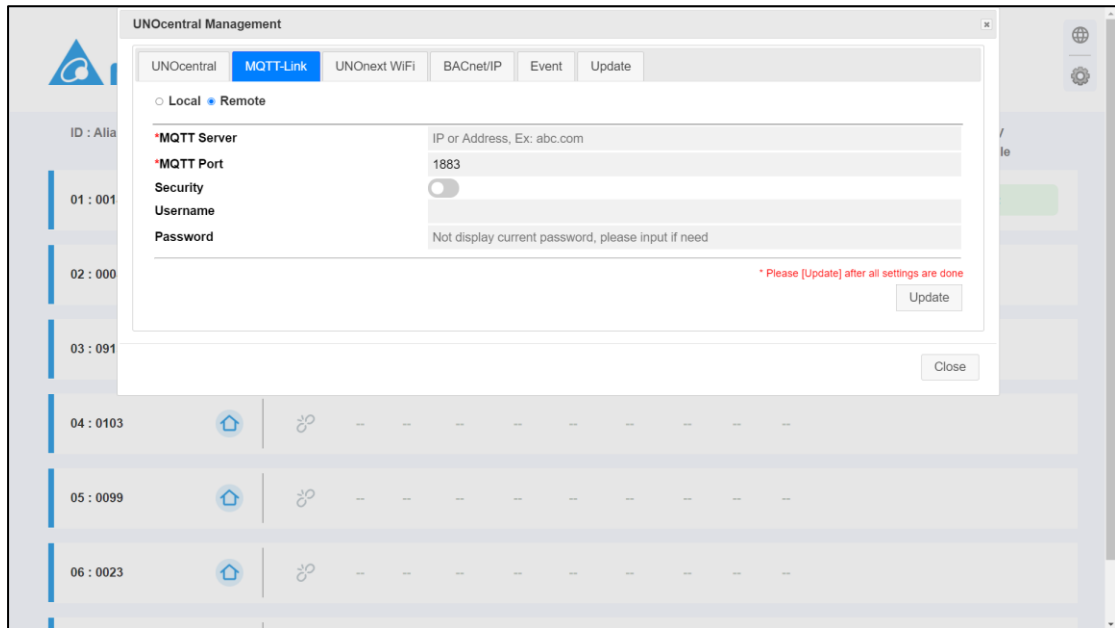 UNOcentral Management
UNOcentral MQTT-Link UNOnext WiFi BACnet/IP Event Update
Local Remote
*MQTT Server IP or Address, Ex: abc.com
*MQTT Port 1883
Security
Username
Password Not display current password, please input if need
* Please [Update] after all settings are done
Update
Close
ID : Alia /
le
01 : 001
02 : 000
03 : 091
04 : 0103 -- -- -- -- -- -- -- -- --
05 : 0099 -- -- -- -- -- -- -- -- --
06 : 0023 -- -- -- -- -- -- -- -- --